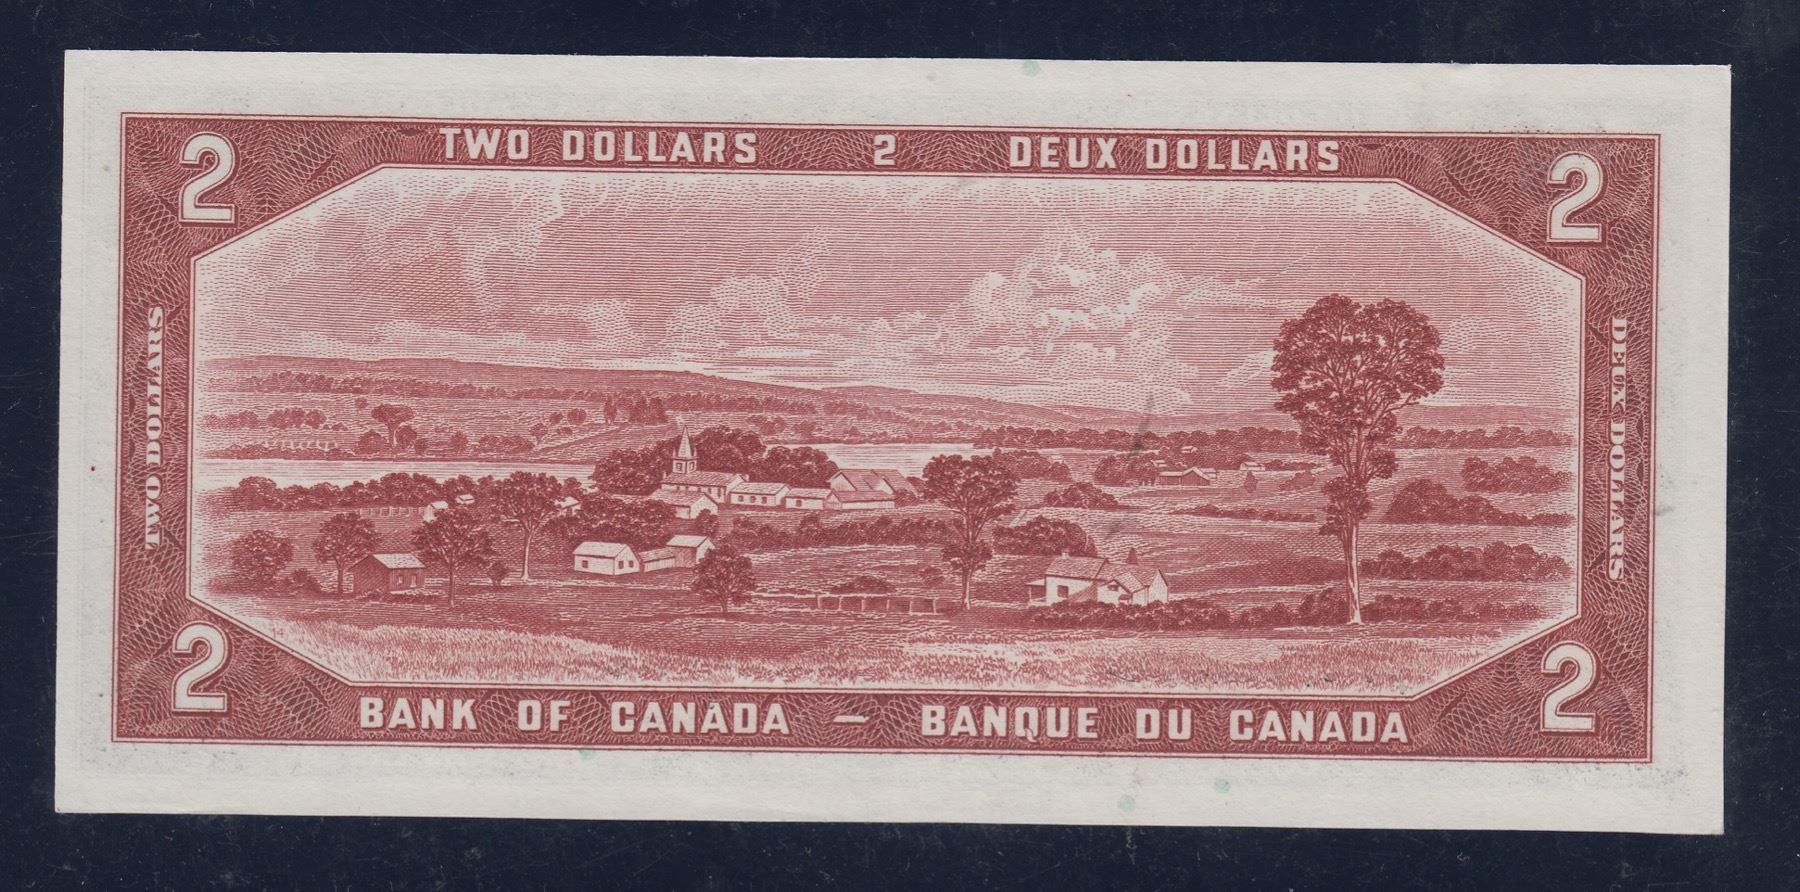 TWO DOLLARS 2 DEUX DOLLARS
2
2
TWO DOLLARS
DEUX DOLLARS
14
2
2
BANK OF CANADA — BANQUE DU CANADA